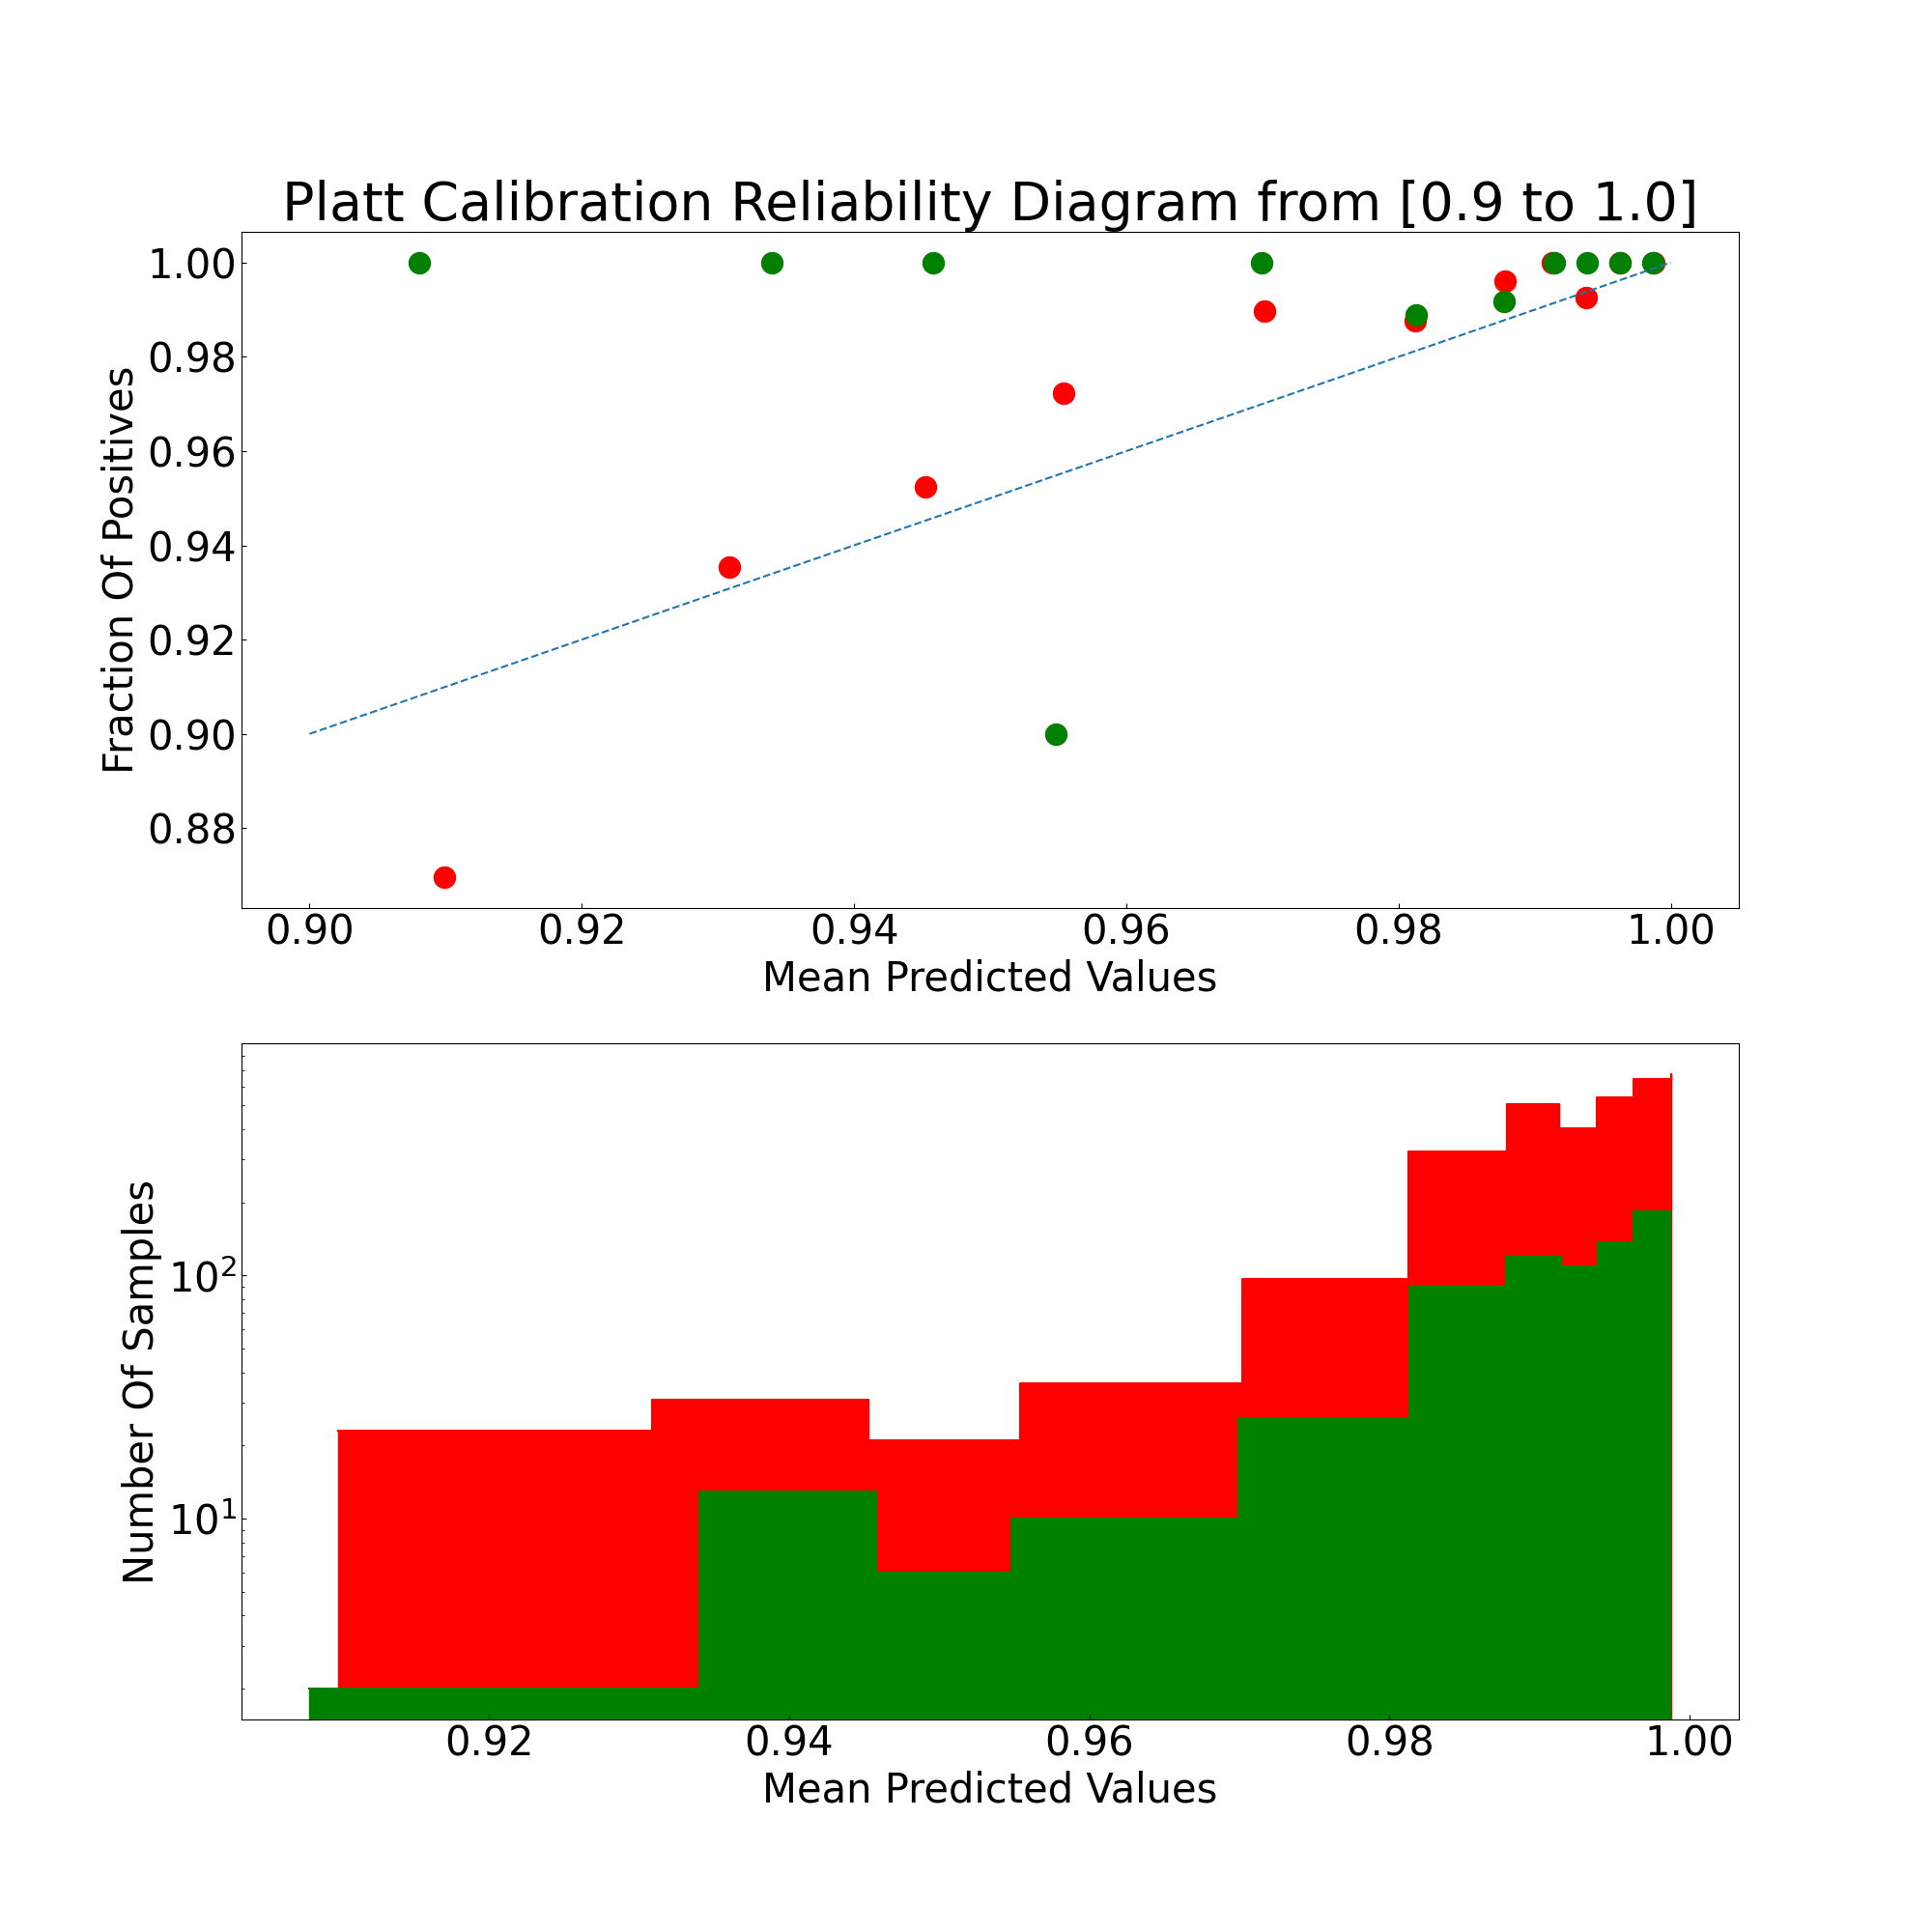 Platt Calibration Reliability Diagram from [0.9 to 1.0]
Fraction Of Positives
1.00
0.98
0.96
0.94
0.92
0.90
0.88
0.90 0.92 0.94 0.96 0.98 1.00
Mean Predicted Values
Number Of Samples
10²
10¹
0.92 0.94 0.96 0.98 1.00
Mean Predicted Values